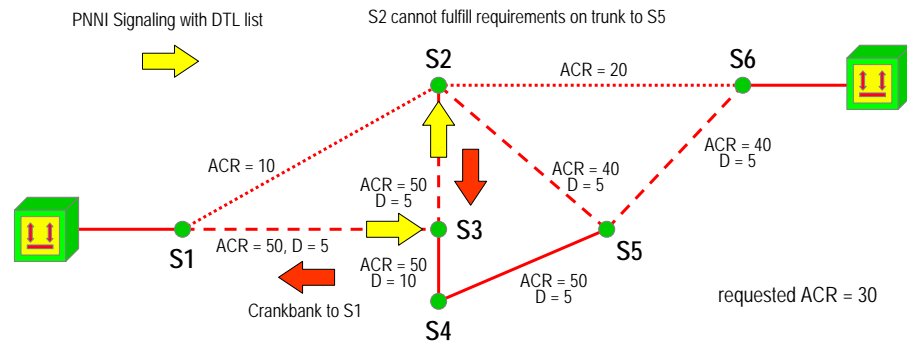 PNNI Signaling with DTL list
S2 cannot fulfill requirements on trunk to S5
S2
S6
ACR = 20
ACR = 10
ACR = 40
D = 5
ACR = 40
D = 5
ACR = 50
D = 5
S1
ACR = 50, D = 5
S3
S5
ACR = 50
D = 10
ACR = 50
D = 5
Crankbank to S1
S4
requested ACR = 30